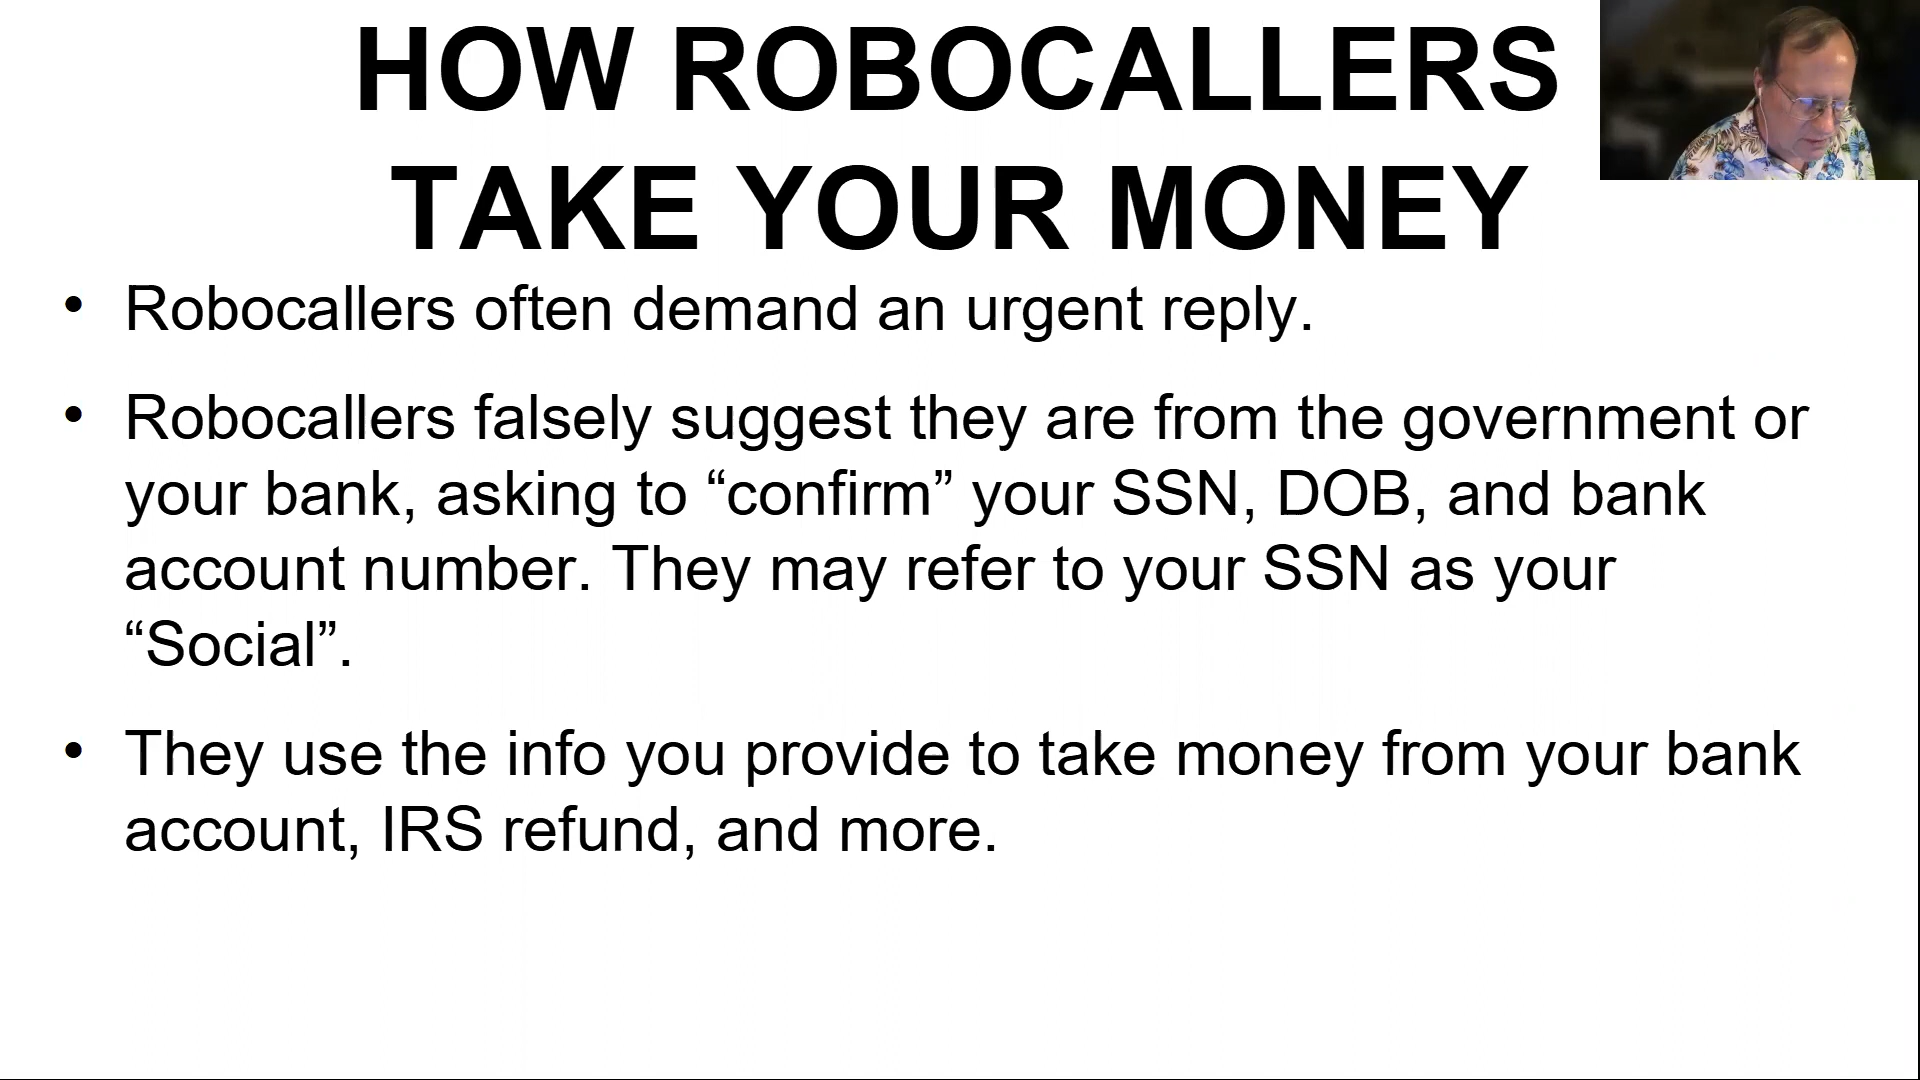 HOW ROBOCALLERS
TAKE YOUR MONEY
• Robocallers often demand an urgent reply.
• Robocallers falsely suggest they are from the government or
your bank, asking to “confirm” your SSN, DOB, and bank
account number. They may refer to your SSN as your
“Social”.
• They use the info you provide to take money from your bank
account, IRS refund, and more.